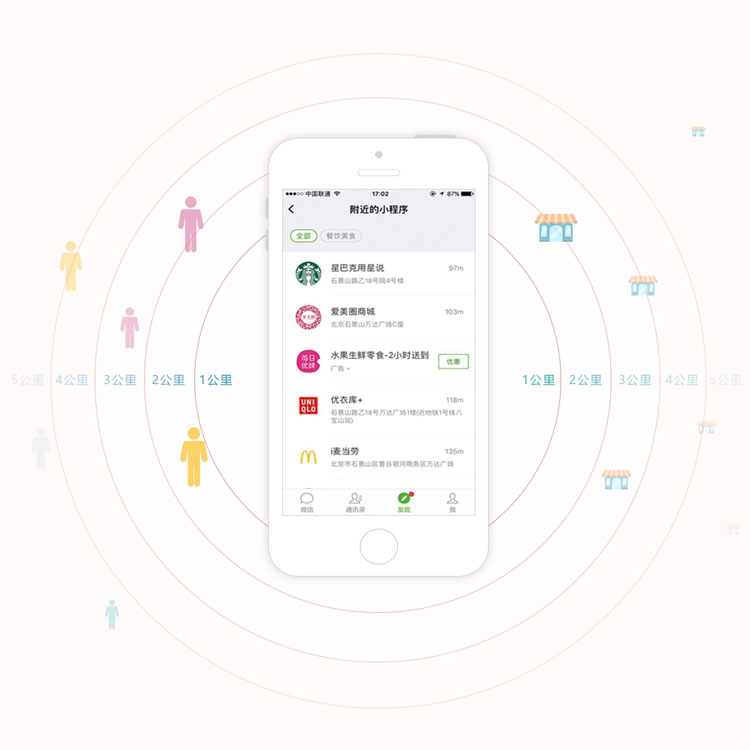 中国联通
17:02
87%
附近的小程序
全部
餐饮美食
星巴克用星说
97m
石景山路乙18号院4号楼
爱美圈商城
103m
北京石景山万达广场C座
每日
优鲜
水果生鲜零食-2小时送到
广告
优惠
UNI
QLO
优衣库+
118m
石景山路乙18号万达广场1楼(近地铁1号线八
宝山站)
i麦当劳
135m
北京市石景山区鲁谷银河商务区万达广场
微信
通讯录
发现
我
5公里 4公里 3公里 2公里 1公里
1公里 2公里 3公里 4公里 5公里